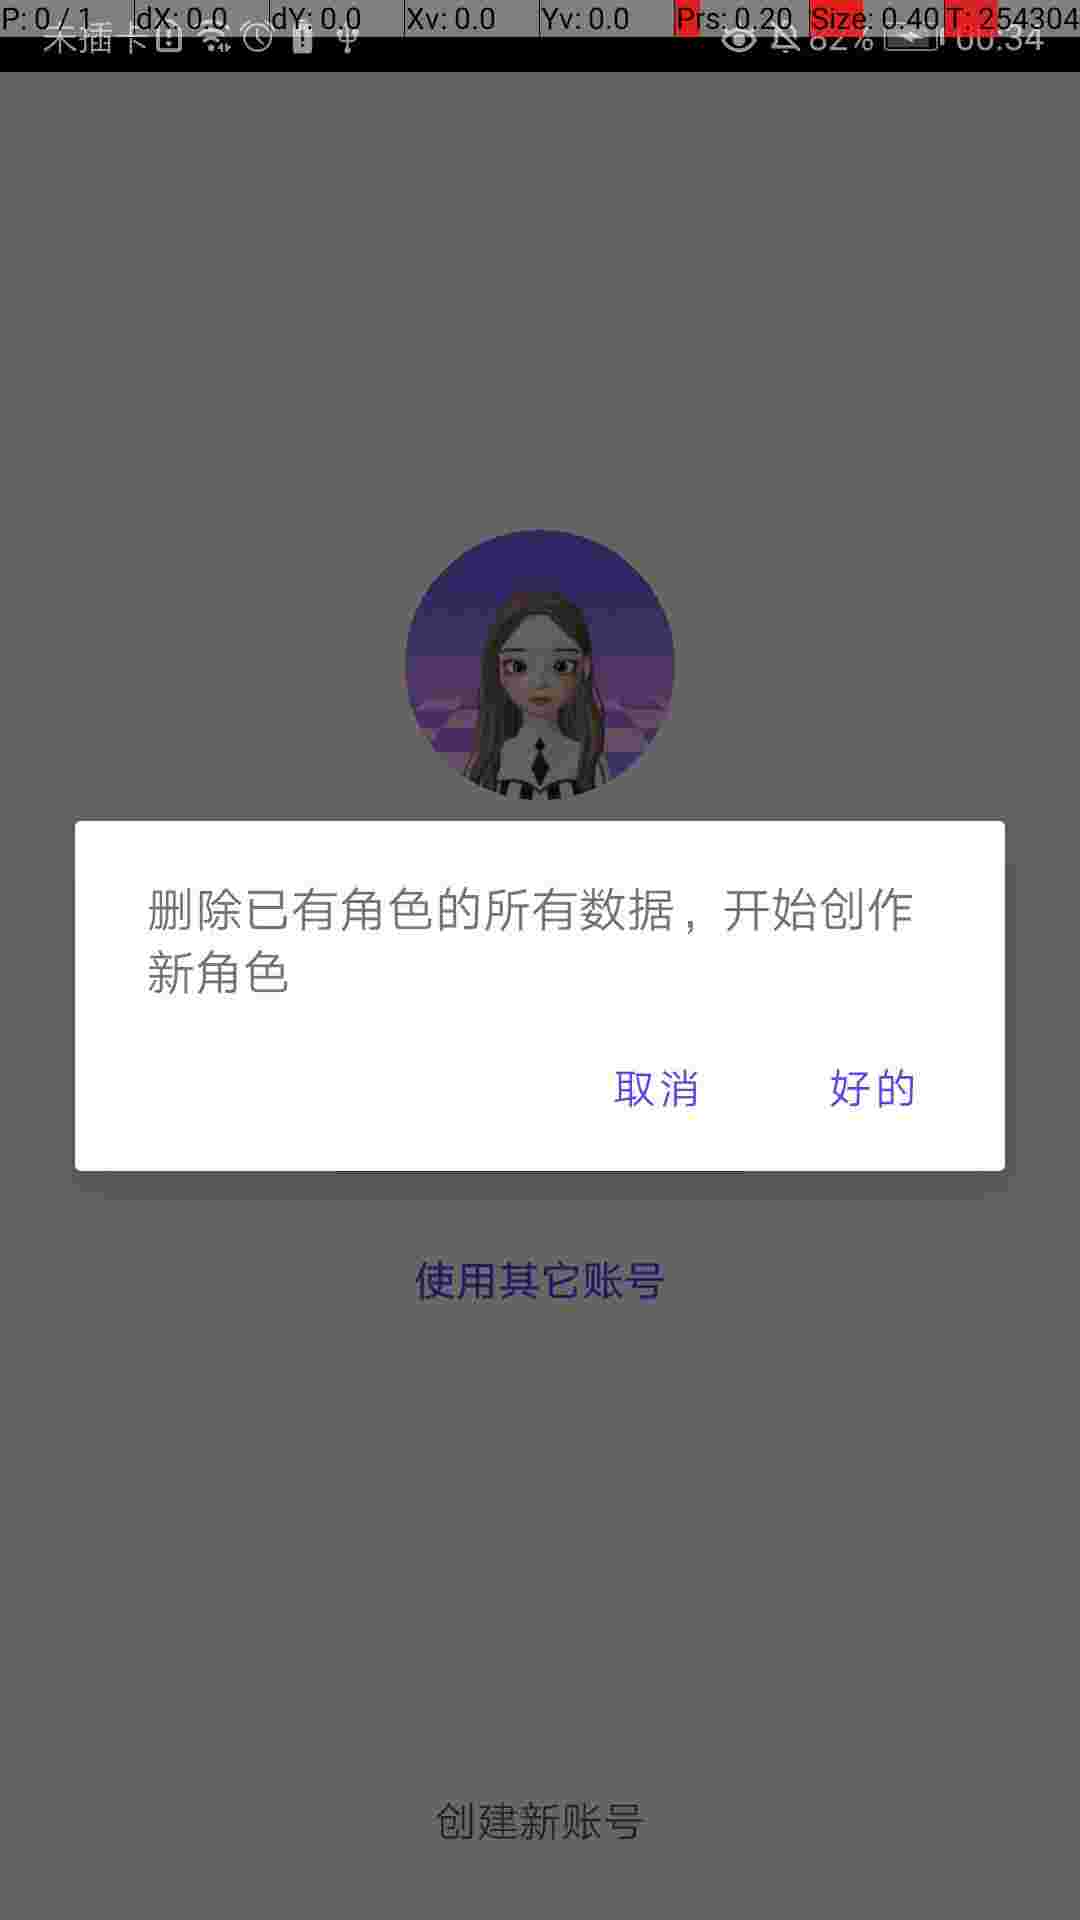 P: 0 / 1 dX: 0.0 dY: 0.0 Xv: 0.0 Yv: 0.0 Prs: 0.20 Size: 0.40 T: 254304
未插卡 82% 00:34
删除已有角色的所有数据，开始创作
新角色
取消 好的
使用其它账号
创建新账号